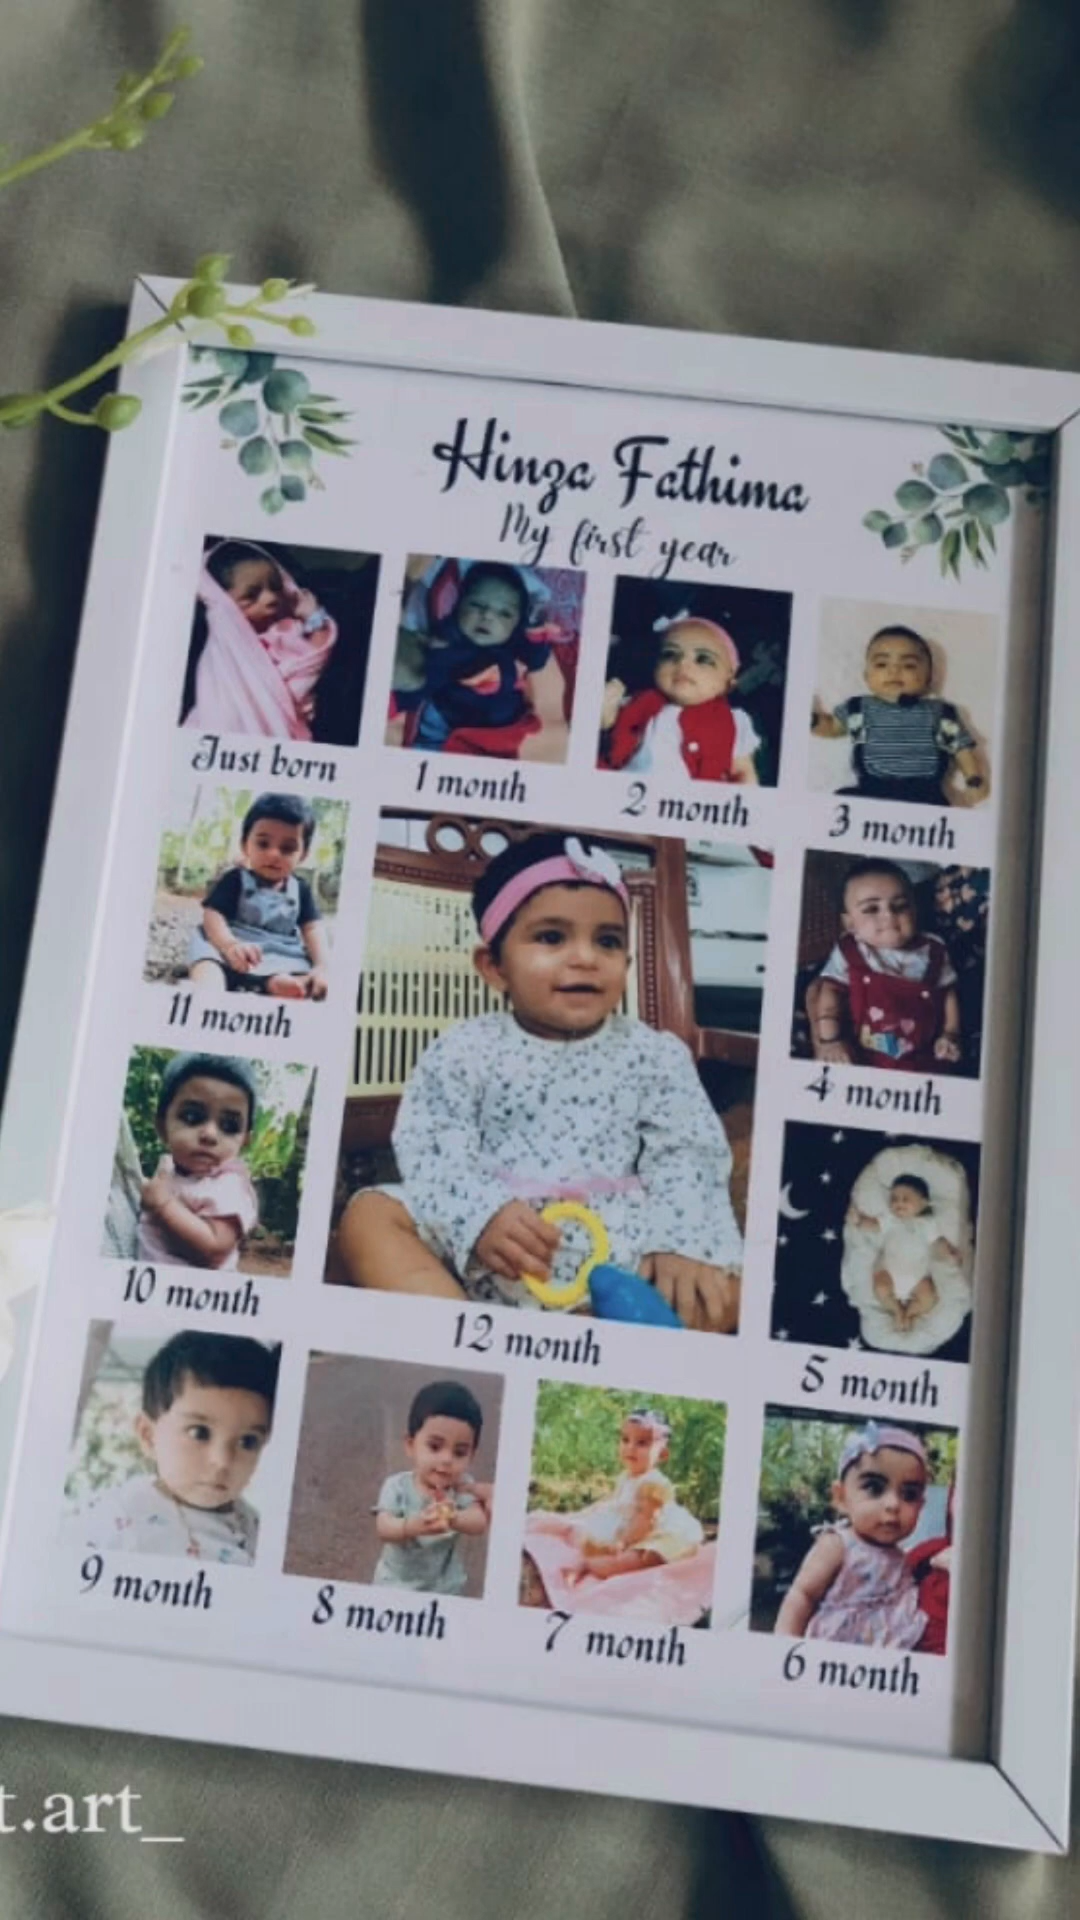 Hinza Fathima
My first year
Just born
1 month
2 month
3 month
11 month
4 month
10 month
12 month
5 month
9 month
8 month
7 month
6 month
t.art_